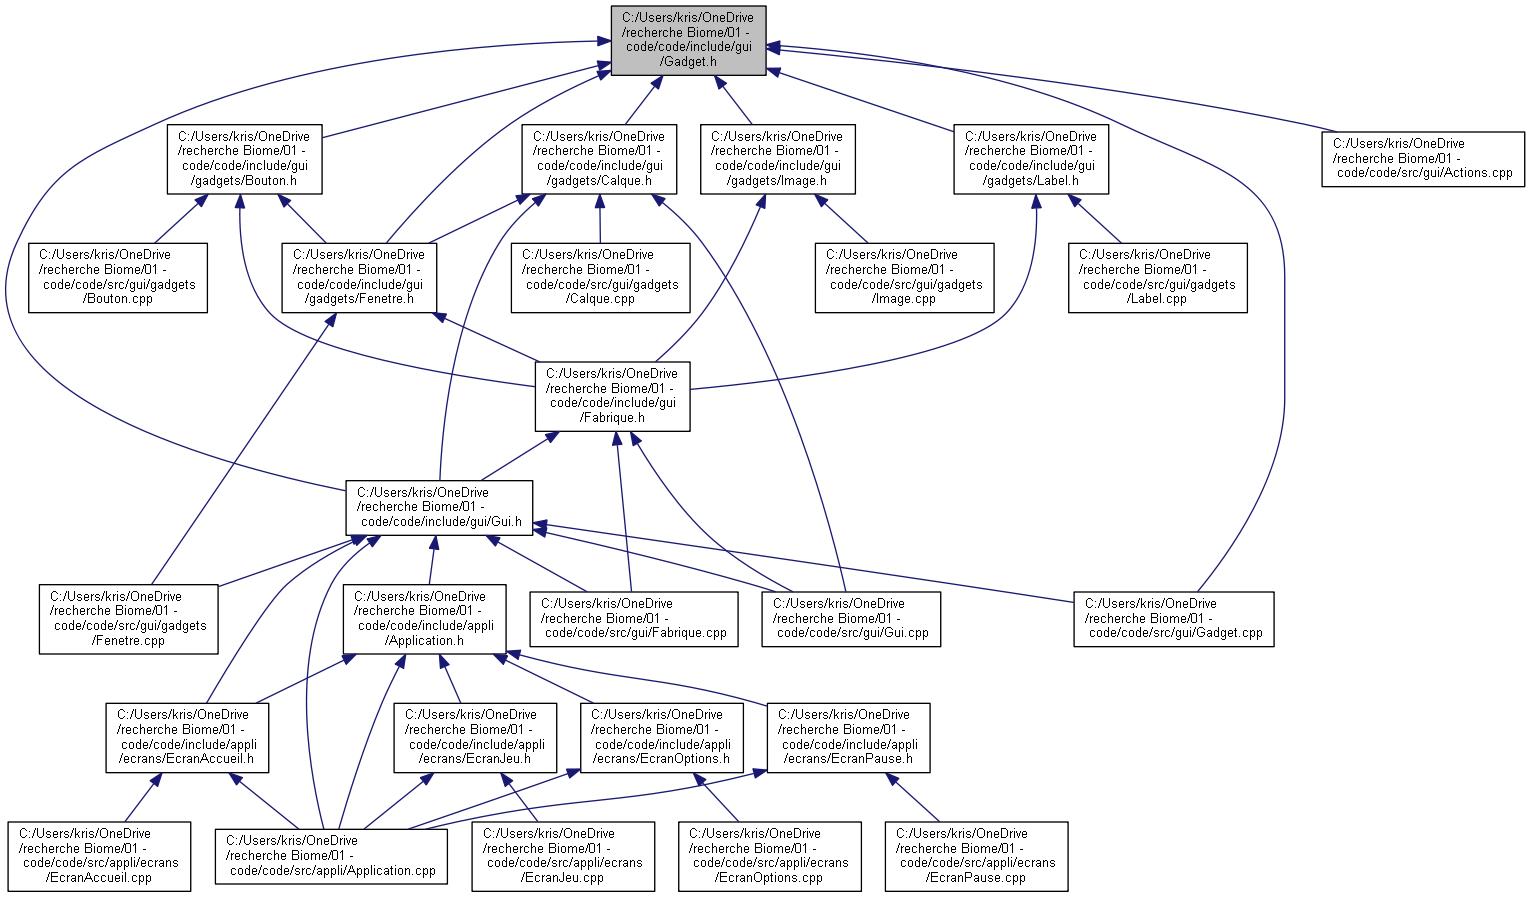 C:/Users/kris/OneDrive
/recherche Biome/01 -
code/code/include/gui
/Gadget.h
C:/Users/kris/OneDrive
/recherche Biome/01 -
code/code/include/gui
/gadgets/Bouton.h
C:/Users/kris/OneDrive
/recherche Biome/01 -
code/code/include/gui
/gadgets/Calque.h
C:/Users/kris/OneDrive
/recherche Biome/01 -
code/code/include/gui
/gadgets/Image.h
C:/Users/kris/OneDrive
/recherche Biome/01 -
code/code/include/gui
/gadgets/Label.h
C:/Users/kris/OneDrive
/recherche Biome/01 -
code/code/src/gui/Actions.cpp
C:/Users/kris/OneDrive
/recherche Biome/01 -
code/code/src/gui/gadgets
/Bouton.cpp
C:/Users/kris/OneDrive
/recherche Biome/01 -
code/code/include/gui
/gadgets/Fenetre.h
C:/Users/kris/OneDrive
/recherche Biome/01 -
code/code/src/gui/gadgets
/Calque.cpp
C:/Users/kris/OneDrive
/recherche Biome/01 -
code/code/src/gui/gadgets
/Image.cpp
C:/Users/kris/OneDrive
/recherche Biome/01 -
code/code/src/gui/gadgets
/Label.cpp
C:/Users/kris/OneDrive
/recherche Biome/01 -
code/code/include/gui
/Fabrique.h
C:/Users/kris/OneDrive
/recherche Biome/01 -
code/code/include/gui/Gui.h
C:/Users/kris/OneDrive
/recherche Biome/01 -
code/code/src/gui/gadgets
/Fenetre.cpp
C:/Users/kris/OneDrive
/recherche Biome/01 -
code/code/include/appli
/Application.h
C:/Users/kris/OneDrive
/recherche Biome/01 -
code/code/src/gui/Fabrique.cpp
C:/Users/kris/OneDrive
/recherche Biome/01 -
code/code/src/gui/Gui.cpp
C:/Users/kris/OneDrive
/recherche Biome/01 -
code/code/src/gui/Gadget.cpp
C:/Users/kris/OneDrive
/recherche Biome/01 -
code/code/include/appli
/ecrans/EcranAccueil.h
C:/Users/kris/OneDrive
/recherche Biome/01 -
code/code/include/appli
/ecrans/EcranJeu.h
C:/Users/kris/OneDrive
/recherche Biome/01 -
code/code/include/appli
/ecrans/EcranOptions.h
C:/Users/kris/OneDrive
/recherche Biome/01 -
code/code/include/appli
/ecrans/EcranPause.h
C:/Users/kris/OneDrive
/recherche Biome/01 -
code/code/src/appli/ecrans
/EcranAccueil.cpp
C:/Users/kris/OneDrive
/recherche Biome/01 -
code/code/src/appli/Application.cpp
C:/Users/kris/OneDrive
/recherche Biome/01 -
code/code/src/appli/ecrans
/EcranJeu.cpp
C:/Users/kris/OneDrive
/recherche Biome/01 -
code/code/src/appli/ecrans
/EcranOptions.cpp
C:/Users/kris/OneDrive
/recherche Biome/01 -
code/code/src/appli/ecrans
/EcranPause.cpp